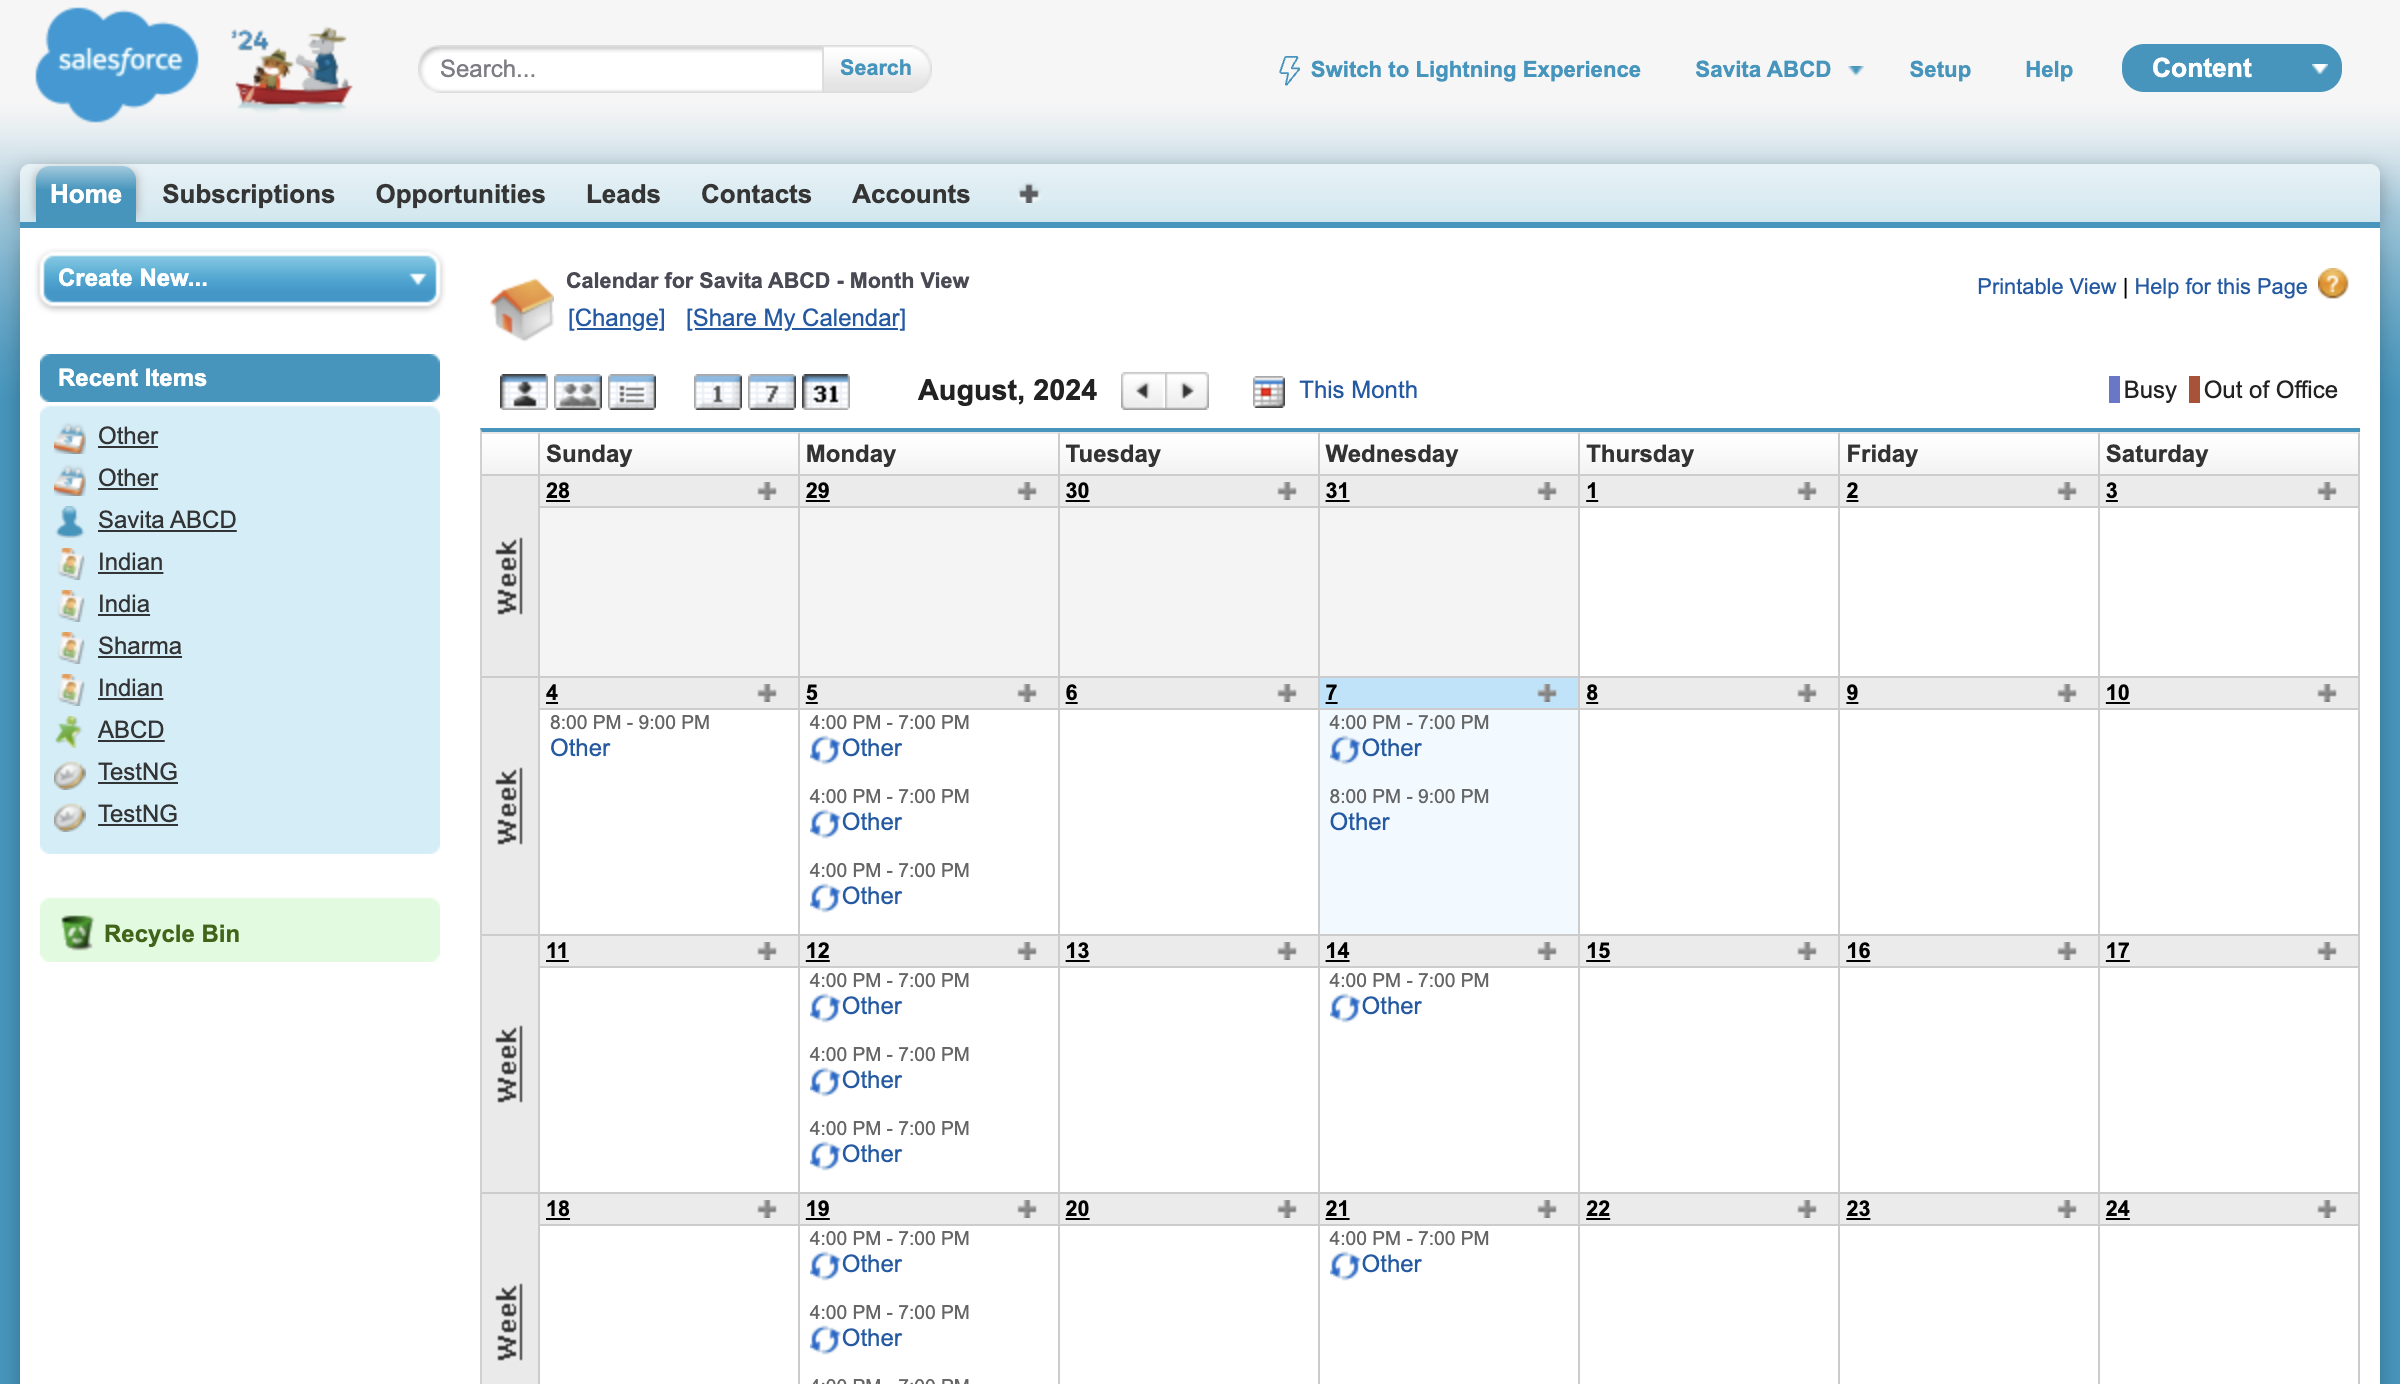 salesforce
'24
Search...
Search
Switch to Lightning Experience
Savita ABCD
Setup
Help
Content
Home
Subscriptions
Opportunities
Leads
Contacts
Accounts
Create New...
Recent Items
Other
Other
Savita ABCD
Indian
India
Sharma
Indian
ABCD
TestNG
TestNG
Recycle Bin
Calendar for Savita ABCD - Month View
[Change] [Share My Calendar]
Printable View | Help for this Page ?
1 7 31
August, 2024
This Month
Busy Out of Office
Sunday Monday Tuesday Wednesday Thursday Friday Saturday
Week
28 29 30 31 1 2 3
Week
4 5 6 7 8 9 10
8:00 PM - 9:00 PM
Other
4:00 PM - 7:00 PM
Other
4:00 PM - 7:00 PM
Other
4:00 PM - 7:00 PM
Other
4:00 PM - 7:00 PM
Other
8:00 PM - 9:00 PM
Other
Week
11 12 13 14 15 16 17
4:00 PM - 7:00 PM
Other
4:00 PM - 7:00 PM
Other
4:00 PM - 7:00 PM
Other
4:00 PM - 7:00 PM
Other
Week
18 19 20 21 22 23 24
4:00 PM - 7:00 PM
Other
4:00 PM - 7:00 PM
Other
4:00 PM - 7:00 PM
Other